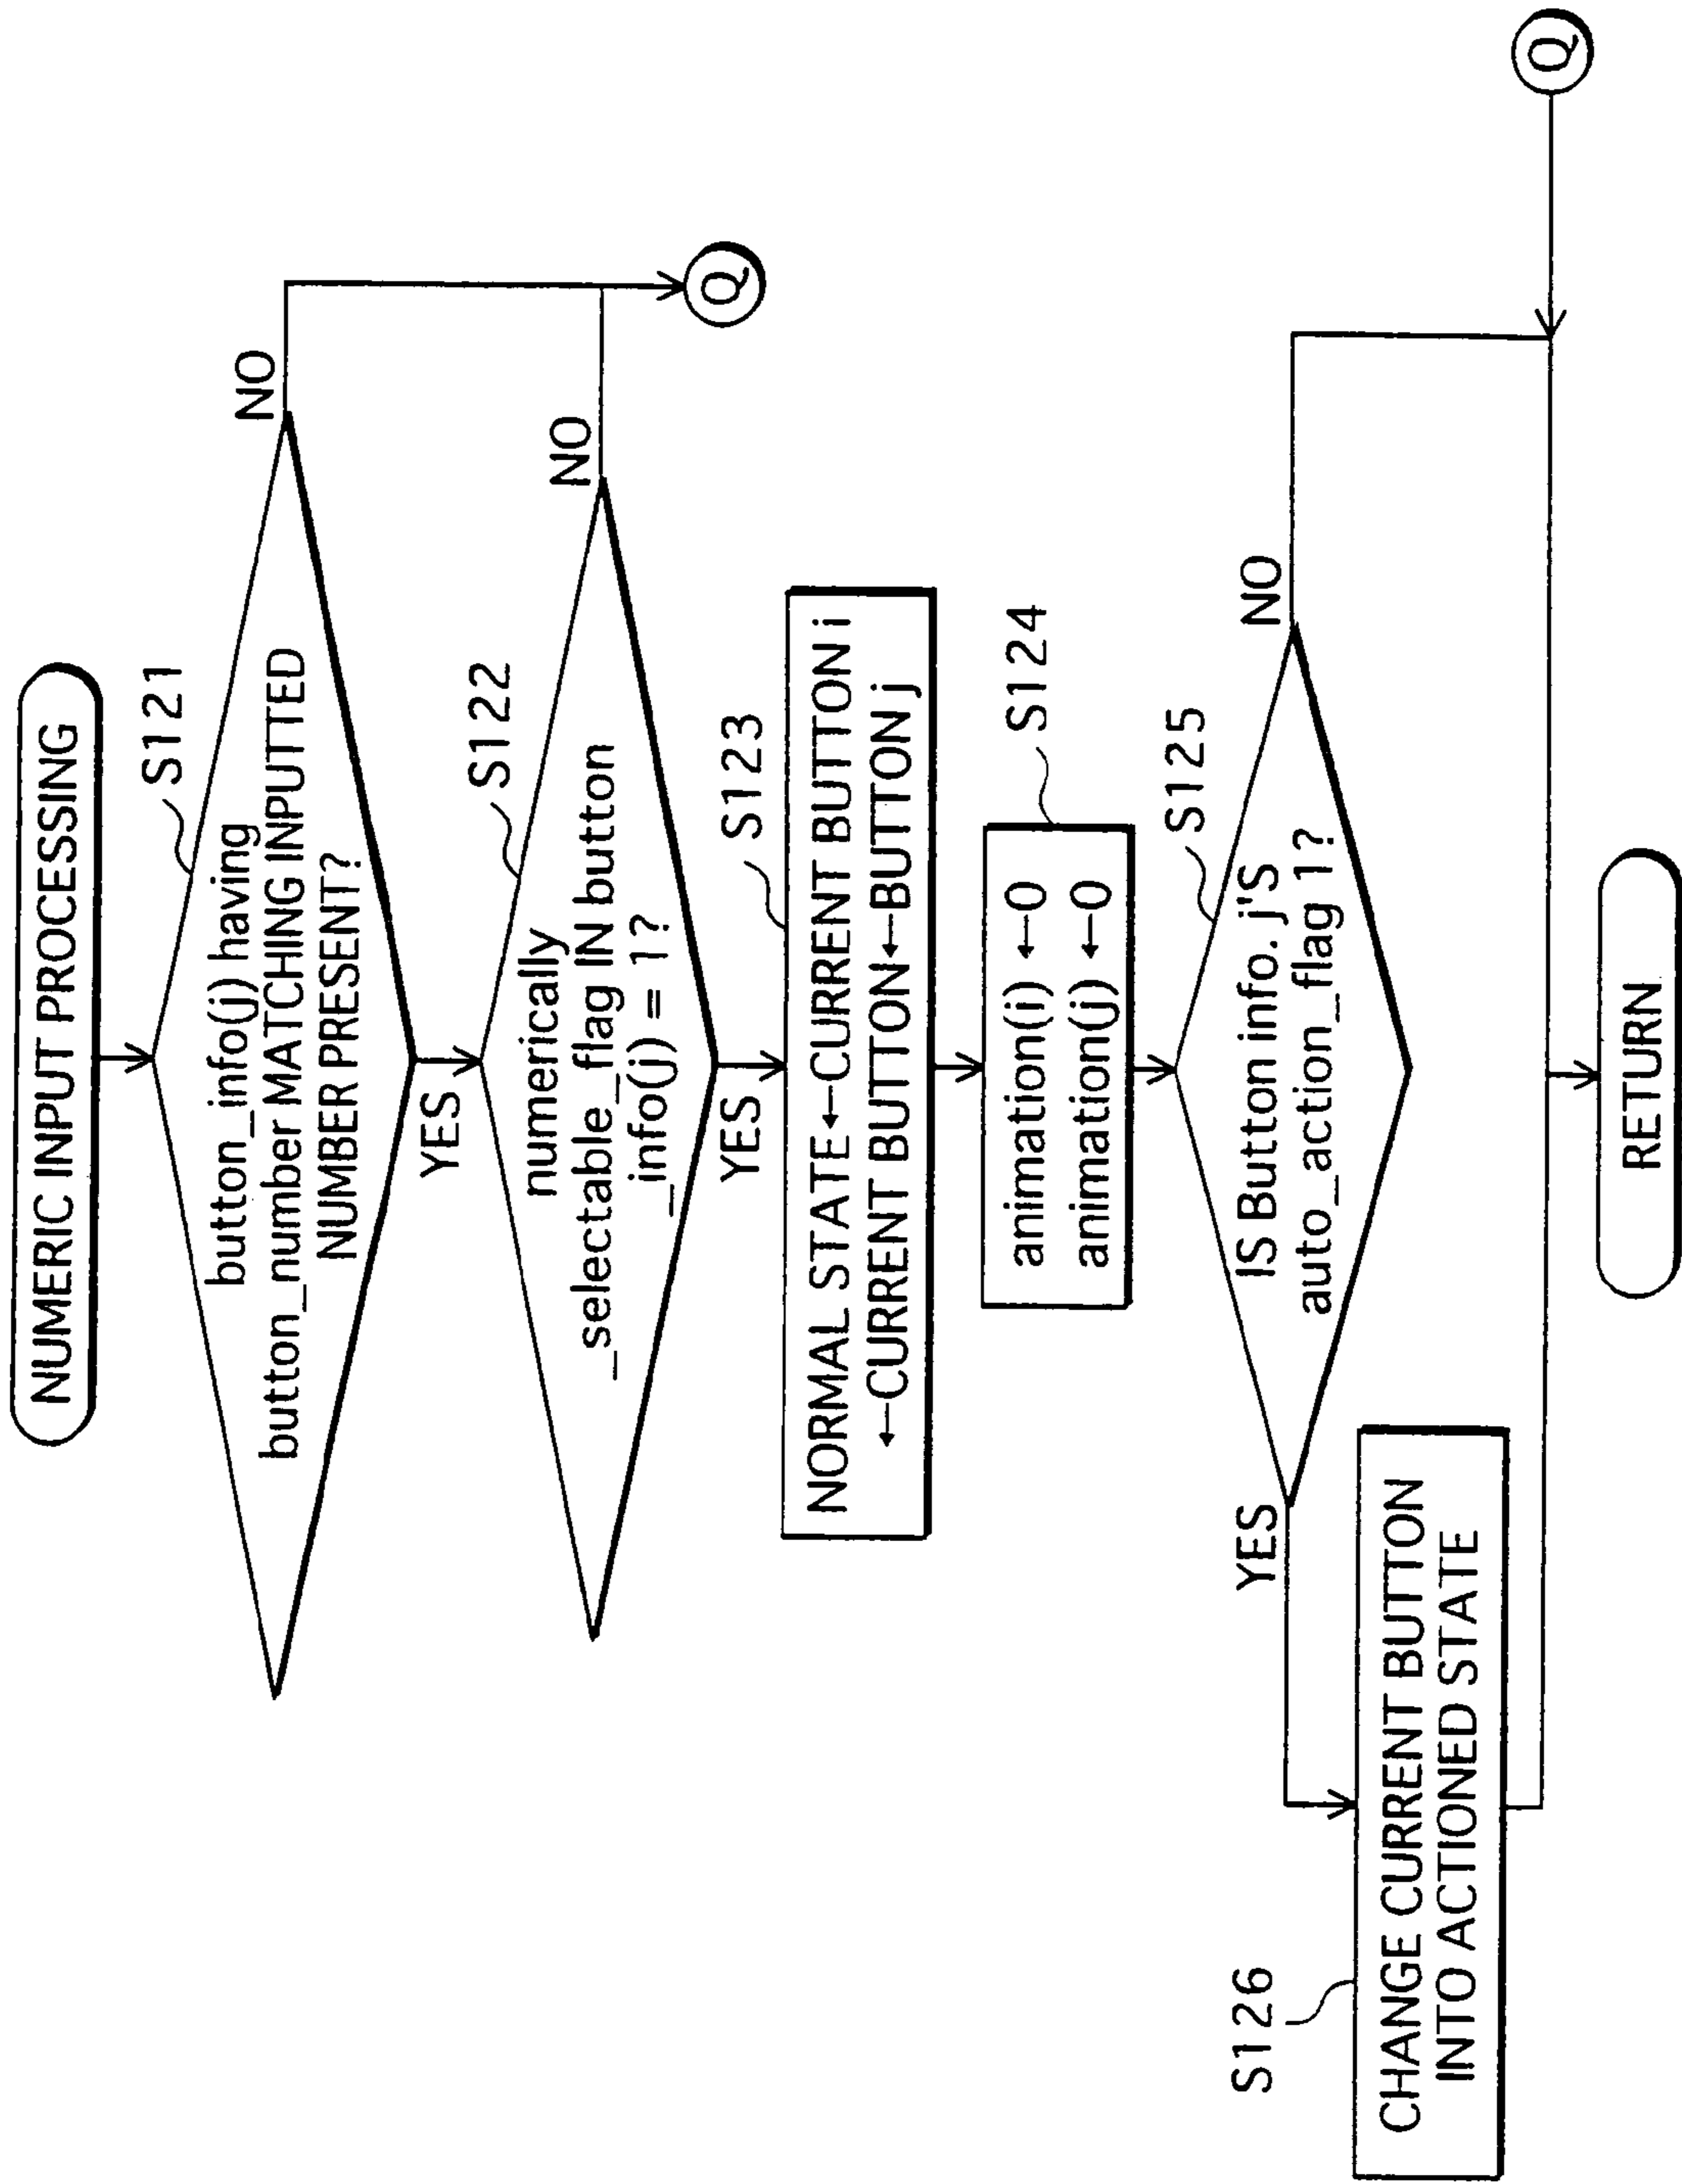 NUMERIC INPUT PROCESSING
S121
button_info(j) having
button_number MATCHING INPUTTED
NUMBER PRESENT?
NO
YES
S122
numerically
_selectable_flag IN button
_info(j) = 1?
NO
Q
YES
S123
NORMAL STATE←CURRENT BUTTON i
←CURRENT BUTTON←BUTTON j
S124
animation(i) ←0
animation(j) ←0
S125
IS Button info. j'S
auto_action_flag 1?
YES
NO
S126
CHANGE CURRENT BUTTON
INTO ACTIONED STATE
Q
RETURN